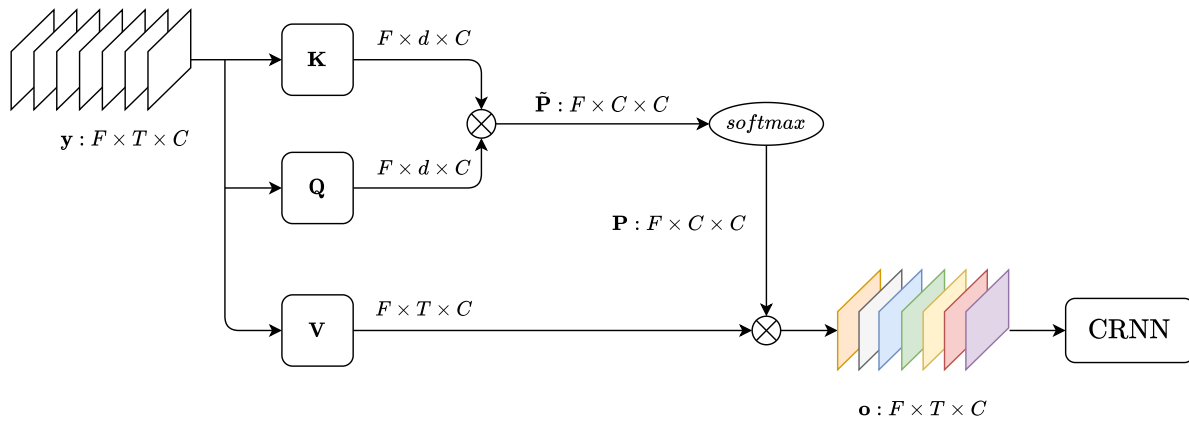 K
F × d × C
P̃ : F × C × C
softmax
y : F × T × C
Q
F × d × C
P : F × C × C
V
F × T × C
CRNN
o : F × T × C